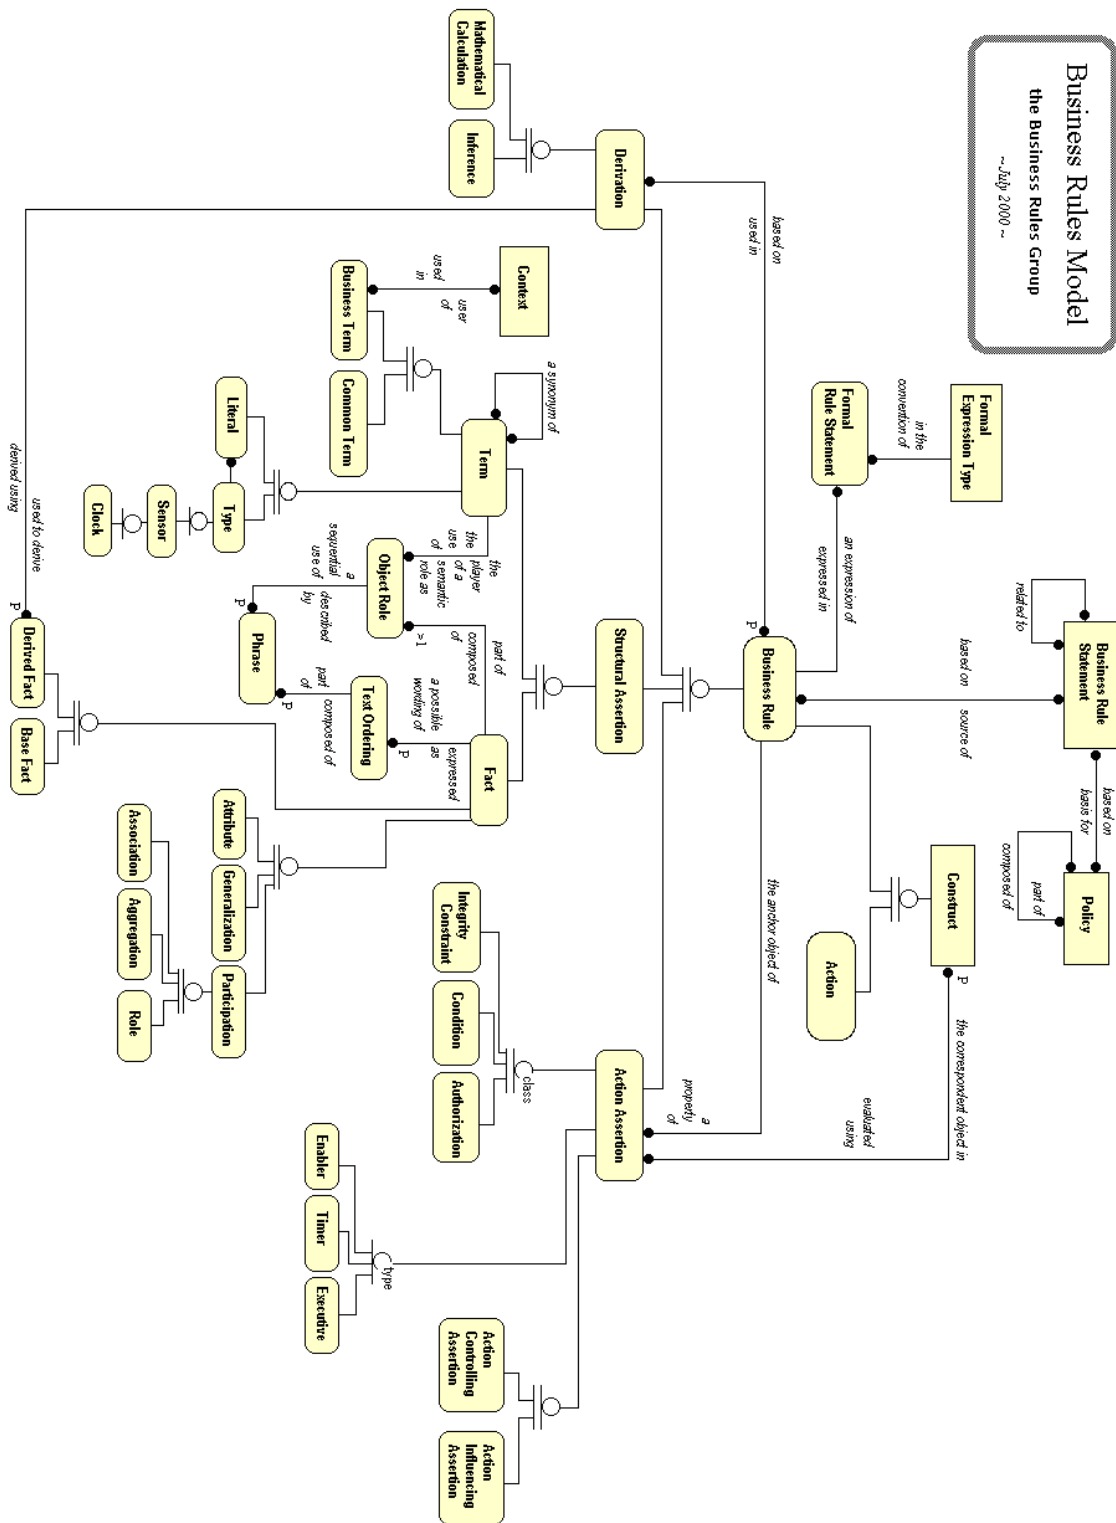 Business Rules Model
the Business Rules Group
~ July 2000 ~
Business Rule
Statement
related to
based on
basis for
Policy
part of
composed of
Formal
Expression Type
in the
convention of
Formal
Rule Statement
an expression of
expressed in
based on
source of
Construct
P
the correspondent object in
evaluated
using
Action
based on
used in
P
Business Rule
the anchor object of
a
property
of
Derivation
Mathematical
Calculation
Inference
Structural Assertion
Action Assertion
class
Integrity
Constraint
Condition
Authorization
type
Enabler
Timer
Executive
Action
Controlling
Assertion
Action
Influencing
Assertion
Context
used
in
user
of
Business Term
Common Term
a synonym of
Term
the
player
of a
semantic
role as
the
use
of
Object Role
part of
composed
of
>1
Fact
expressed
as
a possible
wording of
P
Text Ordering
a
sequential
use of
described
by
P
Phrase
part
of
composed of
P
Literal
Type
Sensor
Clock
used to derive
derived using
P
Derived Fact
Base Fact
Attribute
Generalization
Participation
Association
Aggregation
Role